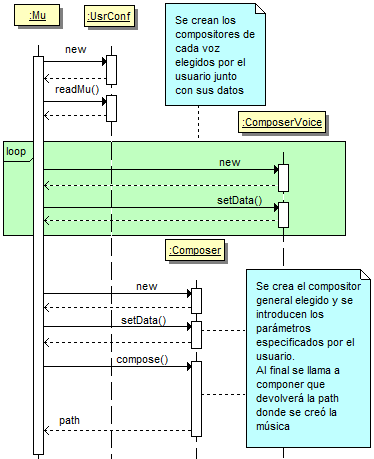 :Mu
:UsrConf
Se crean los
compositores de
cada voz
elegidos por el
usuario junto
con sus datos
new
readMu()
:ComposerVoice
loop
new
setData()
:Composer
new
setData()
compose()
path
Se crea el compositor
general elegido y se
introducen los
parámetros
especificados por el
usuario.
Al final se llama a
componer que
devolverá la path
donde se creó la
música